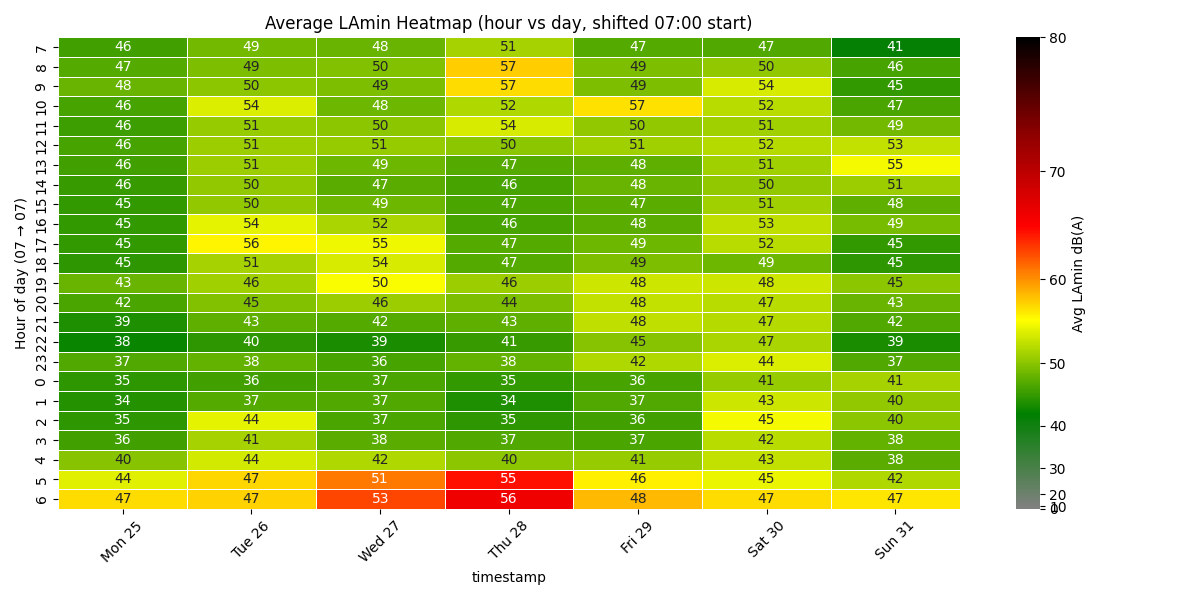 Average LAmin Heatmap (hour vs day, shifted 07:00 start)
Hour of day (07 → 07)
7 46 49 48 51 47 47 41
8 47 49 50 57 49 50 46
9 48 50 49 57 49 54 45
10 46 54 48 52 57 52 47
11 46 51 50 54 50 51 49
12 46 51 51 50 51 52 53
13 46 51 49 47 48 51 55
14 46 50 47 46 48 50 51
15 45 50 49 47 47 51 48
16 45 54 52 46 48 53 49
17 45 56 55 47 49 52 45
18 45 51 54 47 49 49 45
19 43 46 50 46 48 48 45
20 42 45 46 44 48 47 43
21 39 43 42 43 48 47 42
22 38 40 39 41 45 47 39
23 37 38 36 38 42 44 37
0 35 36 37 35 36 41 41
1 34 37 37 34 37 43 40
2 35 44 37 35 36 45 40
3 36 41 38 37 37 42 38
4 40 44 42 40 41 43 38
5 44 47 51 55 46 45 42
6 47 47 53 56 48 47 47
Mon 25 Tue 26 Wed 27 Thu 28 Fri 29 Sat 30 Sun 31
timestamp
80
70
60
50
40
30
20
10
0
Avg LAmin dB(A)